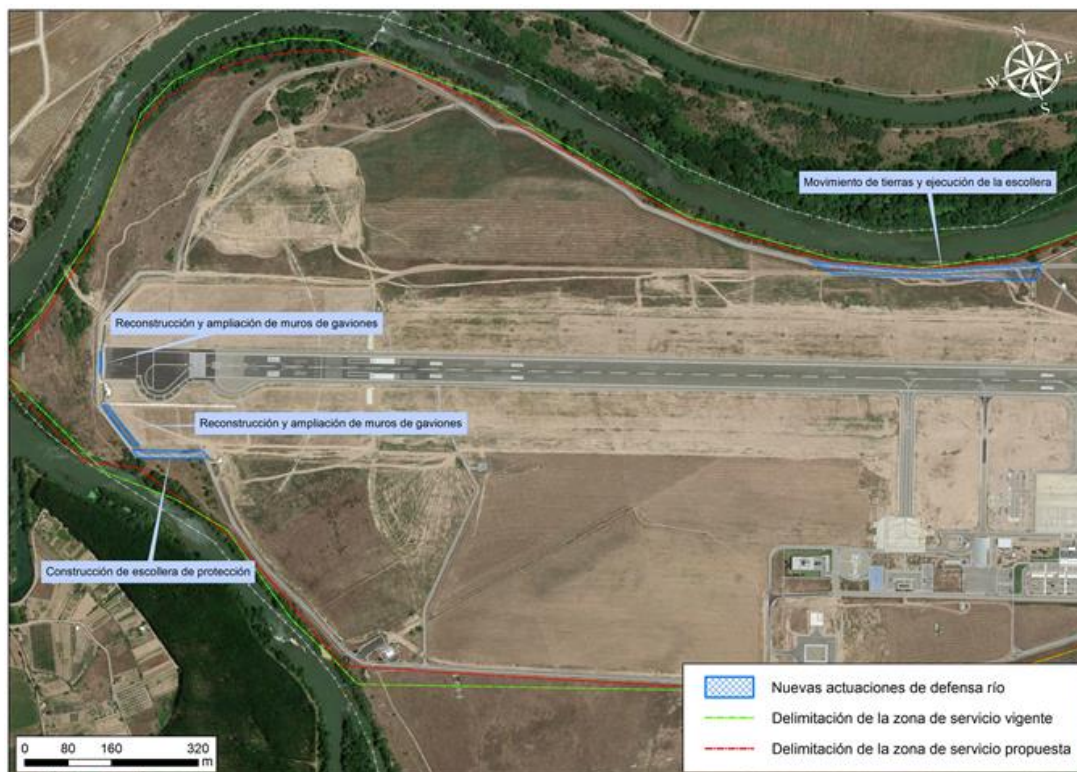 N
W
E
S
Movimiento de tierras y ejecución de la escollera
Reconstrucción y ampliación de muros de gaviones
Reconstrucción y ampliación de muros de gaviones
Construcción de escollera de protección
Nuevas actuaciones de defensa río
Delimitación de la zona de servicio vigente
Delimitación de la zona de servicio propuesta
0 80 160 320
m